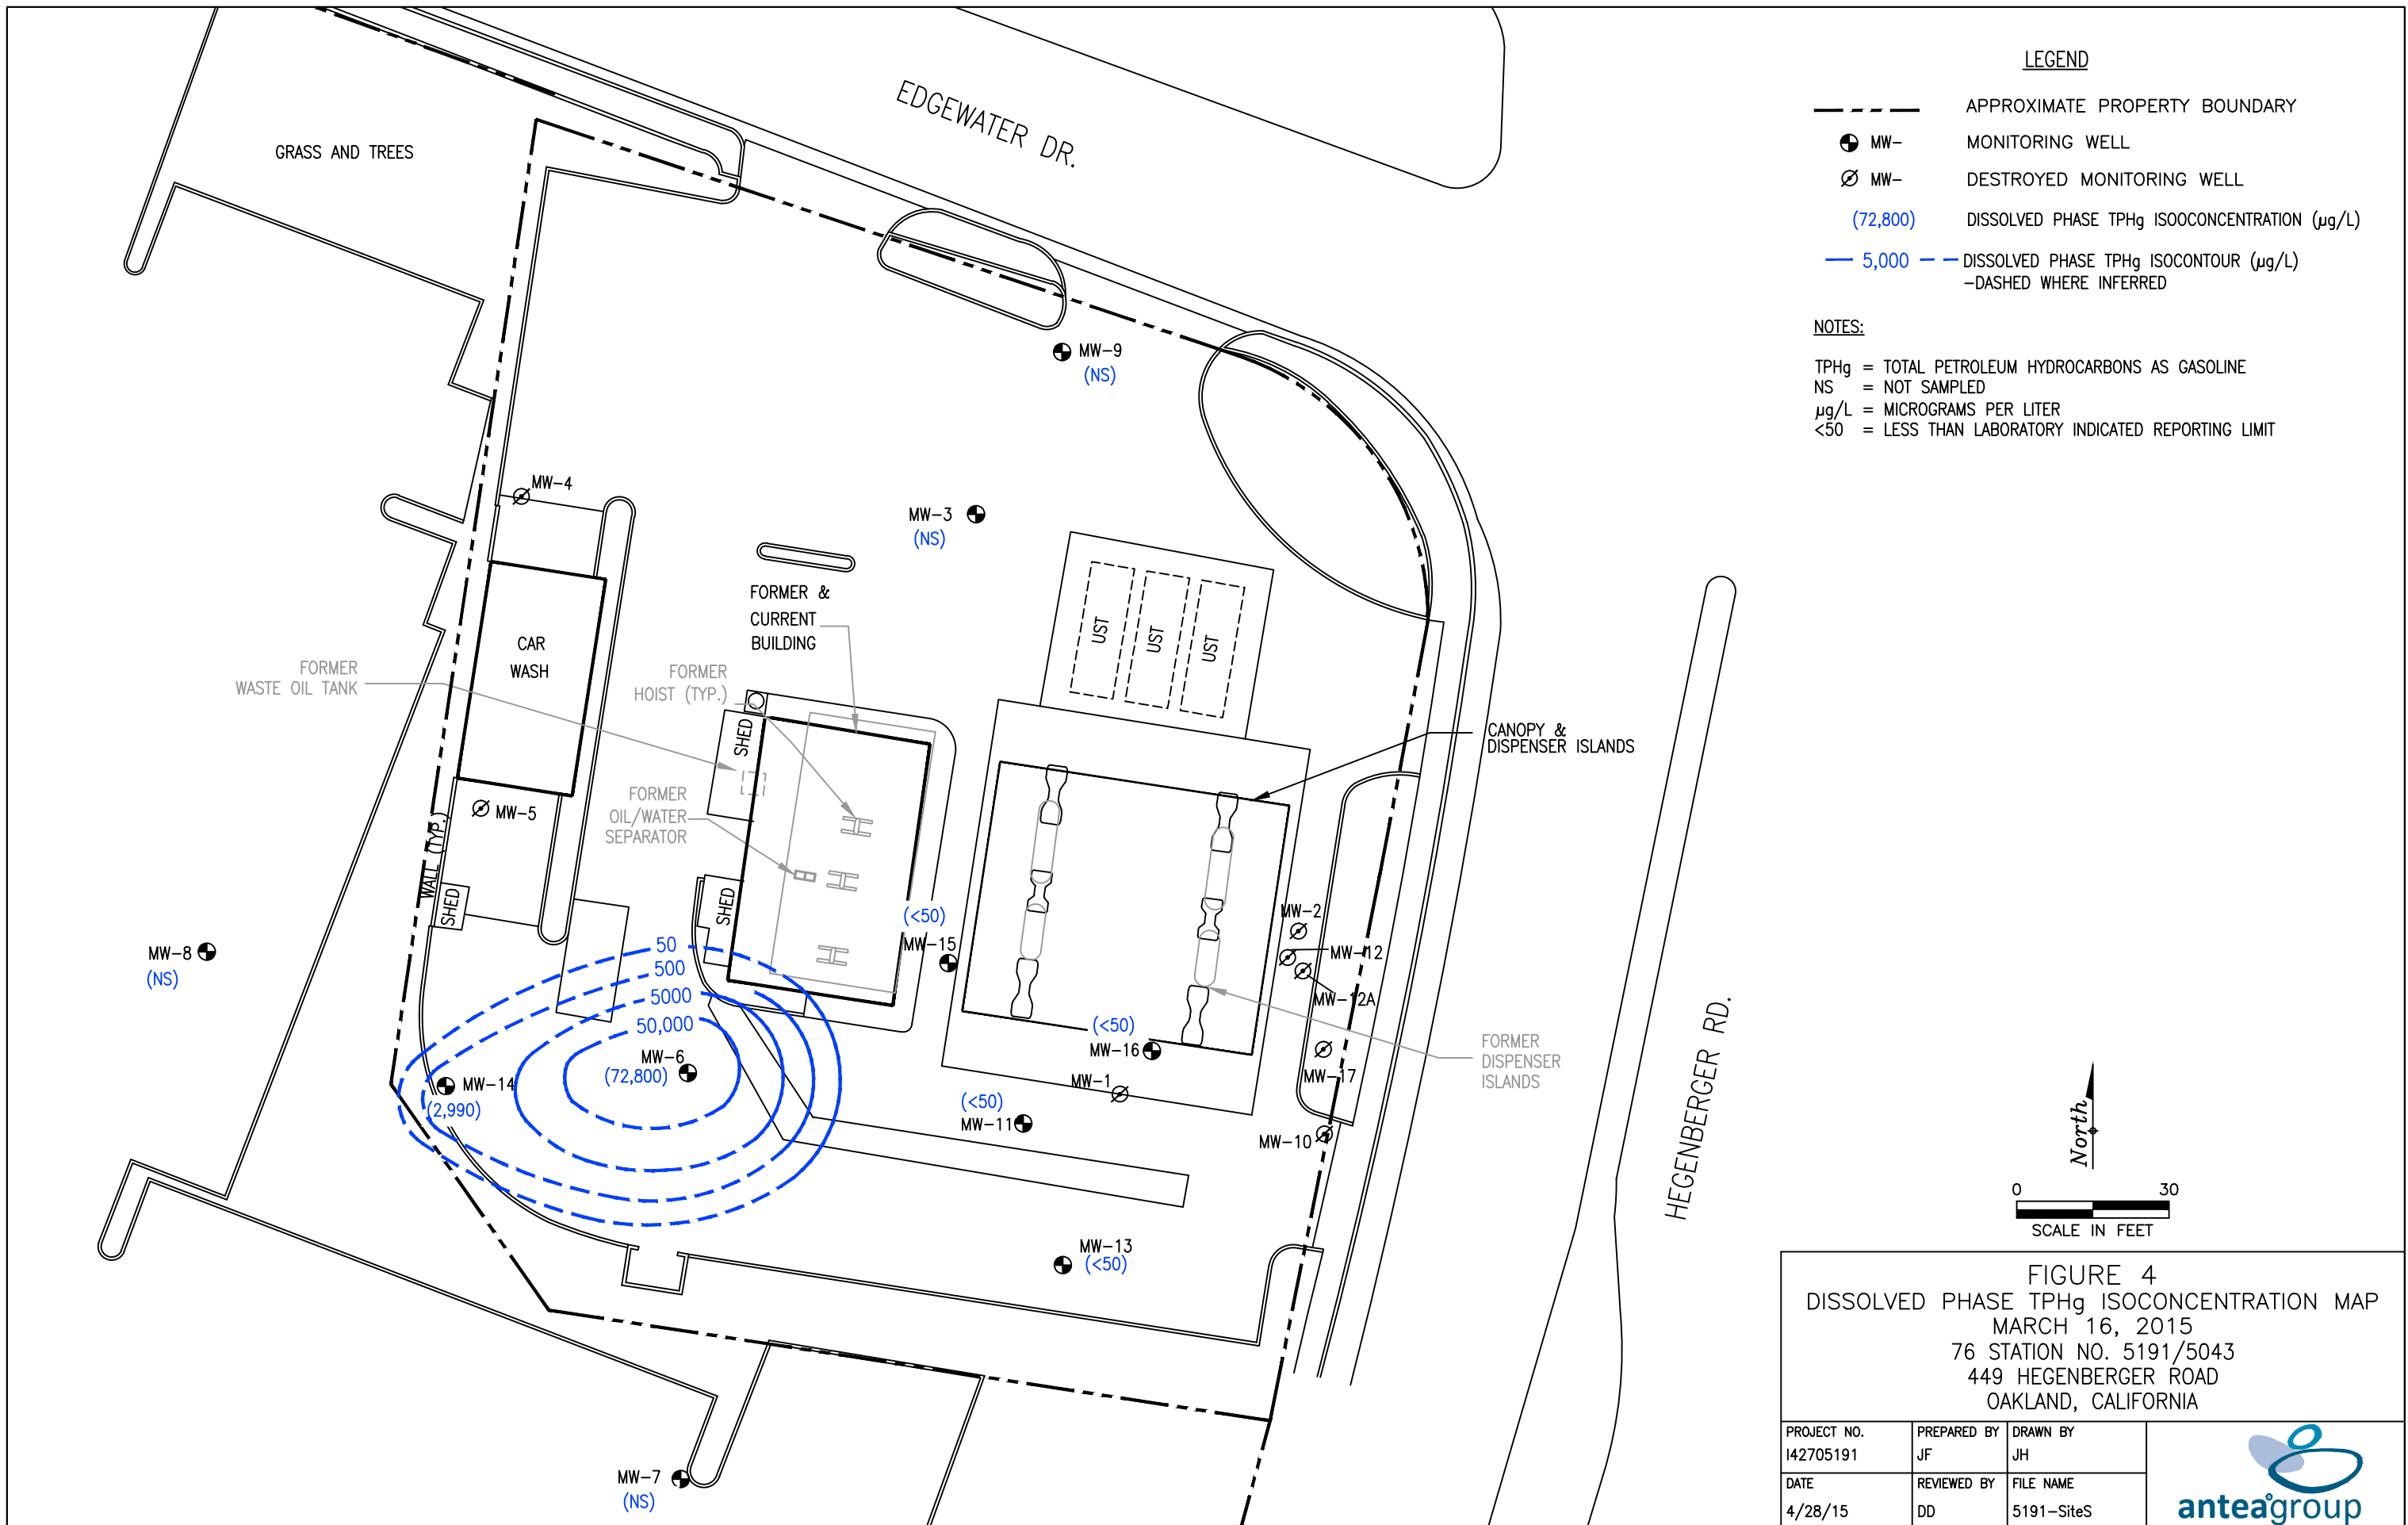 EDGEWATER DR.
GRASS AND TREES
MW-9
(NS)
MW-4
MW-3
(NS)
FORMER &
CURRENT
BUILDING
UST
UST
UST
CAR
WASH
FORMER
WASTE OIL TANK
FORMER
HOIST (TYP.)
SHED
CANOPY &
DISPENSER ISLANDS
FORMER
OIL/WATER
SEPARATOR
MW-5
WALL (TYP.)
SHED
SHED
(<50)
MW-15
MW-2
MW-12
MW-12A
MW-8
(NS)
50
500
5000
50,000
MW-6
(72,800)
MW-14
(2,990)
(<50)
MW-16
MW-1
MW-17
FORMER
DISPENSER
ISLANDS
(<50)
MW-11
MW-10
HEGENBERGER RD.
MW-13
(<50)
MW-7
(NS)
LEGEND
APPROXIMATE PROPERTY BOUNDARY
MW- MONITORING WELL
MW- DESTROYED MONITORING WELL
(72,800) DISSOLVED PHASE TPHg ISOOCONCENTRATION (µg/L)
5,000 DISSOLVED PHASE TPHg ISOCONTOUR (µg/L)
-DASHED WHERE INFERRED
NOTES:
TPHg = TOTAL PETROLEUM HYDROCARBONS AS GASOLINE
NS = NOT SAMPLED
µg/L = MICROGRAMS PER LITER
<50 = LESS THAN LABORATORY INDICATED REPORTING LIMIT
North
0 30
SCALE IN FEET
FIGURE 4
DISSOLVED PHASE TPHg ISOCONCENTRATION MAP
MARCH 16, 2015
76 STATION NO. 5191/5043
449 HEGENBERGER ROAD
OAKLAND, CALIFORNIA
PROJECT NO. PREPARED BY DRAWN BY
I42705191 JF JH
DATE REVIEWED BY FILE NAME
4/28/15 DD 5191-SiteS
anteagroup